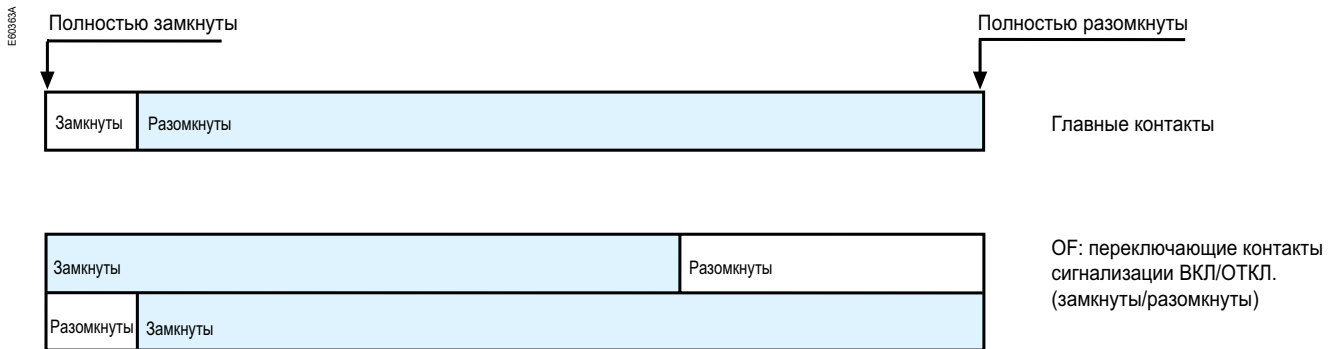 E60363A
Полностью замкнуты
Полностью разомкнуты
Замкнуты
Разомкнуты
Главные контакты
Замкнуты
Разомкнуты
OF: переключающие контакты
сигнализации ВКЛ/ОТКЛ.
(замкнуты/разомкнуты)
Разомкнуты
Замкнуты